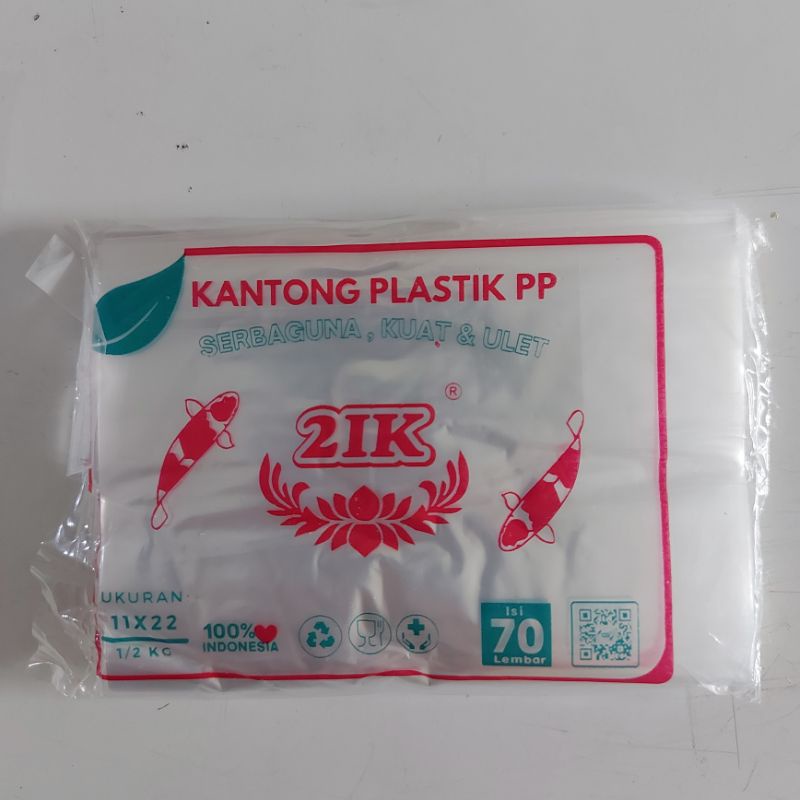 KANTONG PLASTIK PP
SERBAGUNA, KUAT & ULET
2IK ®
UKURAN:
11X22
1/2 KG
100%
INDONESIA
Isi
70
Lembar